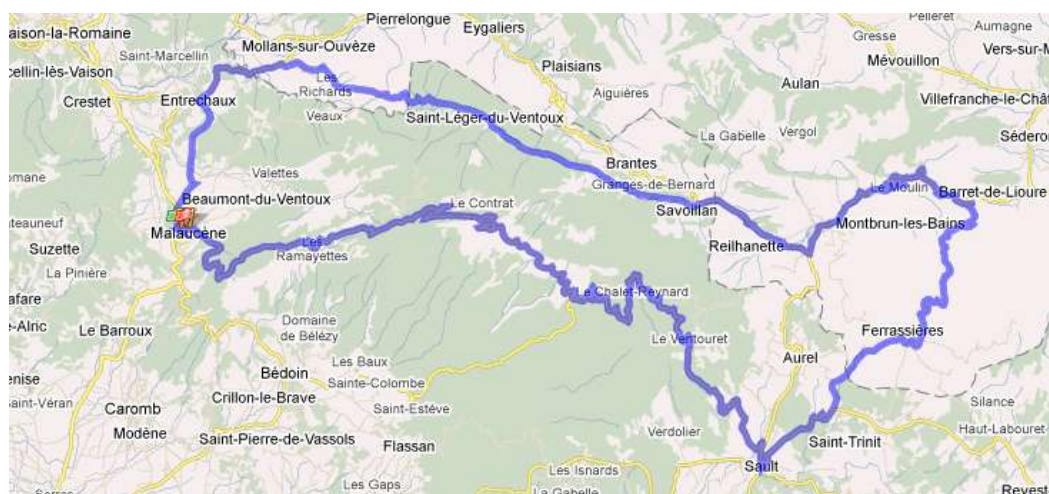 Pierrelongue
Pelleret
aison-la-Romaine
Eygaliers
Aumagne
Gresse
Mollans-sur-Ouvèze
Vers-sur-M
Saint-Marcellin
Mévouillon
cellin-lès-Vaison
Plaisians
Les
Richards
Aulan
Crestet
Entrechaux
Aiguières
Villefranche-le-Chât
Veaux
Saint-Léger-du-Ventoux
La Gabelle
Vergol
Séderon
omane
Valettes
Brantes
Granges-de-Bernard
Le Moulin
Barret-de-Lioure
Beaumont-du-Ventoux
Le Contrat
Savoillan
Montbrun-les-Bains
Malaucène
Suzette
Les
Ramayettes
Reilhanette
La Pinière
afare
Le Chalet-Reynard
e-Alric
Le Barroux
Domaine
de Bélézy
Le Ventouret
Ferrassières
Les Baux
Aurel
enise
Bédoin
Sainte-Colombe
Silance
aint-Véran
Caromb
Crillon-le-Brave
Saint-Estève
Haut-Labouret
Modène
Verdolier
Saint-Pierre-de-Vassols
Flassan
Saint-Trinit
Les Isnards
Sault
Les Gaps
La Gabelle
Revest